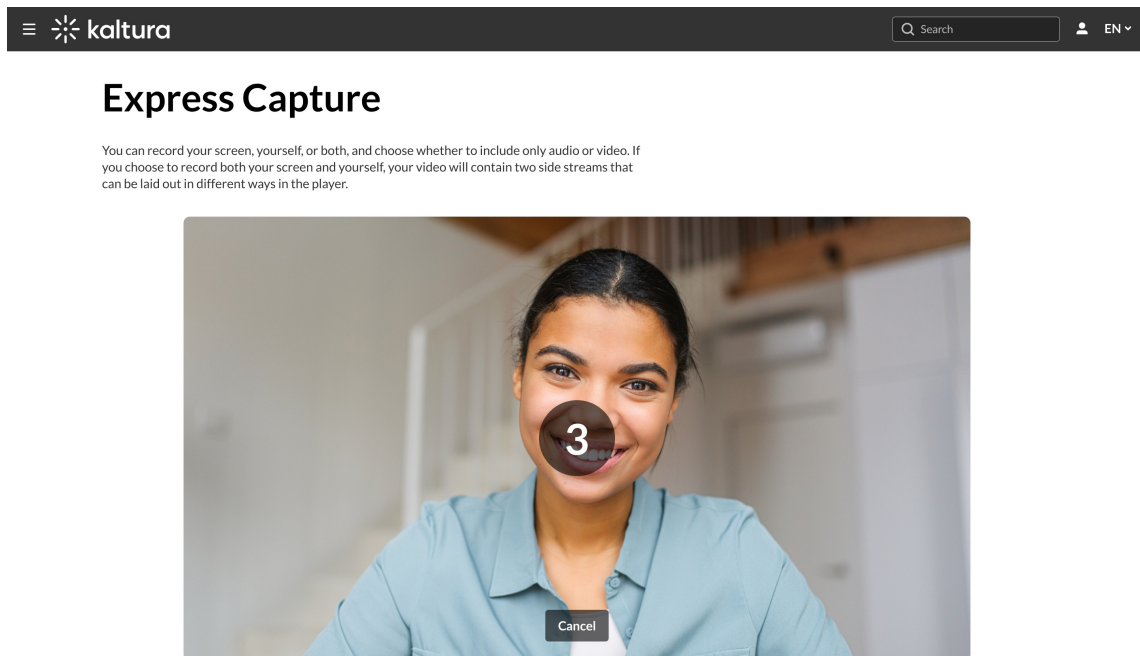 kaltura
Search
EN
Express Capture
You can record your screen, yourself, or both, and choose whether to include only audio or video. If
you choose to record both your screen and yourself, your video will contain two side streams that
can be laid out in different ways in the player.
3
Cancel